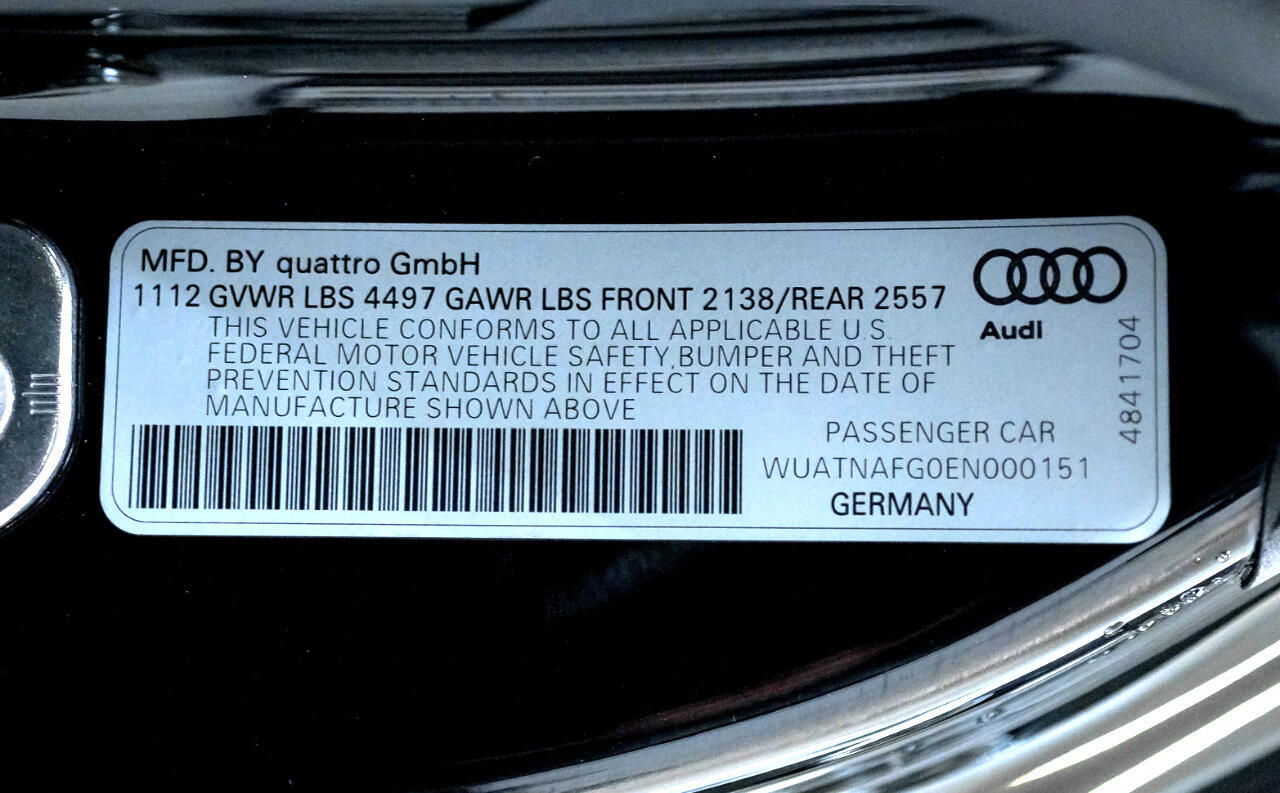 MFD. BY quattro GmbH
1112 GVWR LBS 4497 GAWR LBS FRONT 2138/REAR 2557
THIS VEHICLE CONFORMS TO ALL APPLICABLE U.S.
FEDERAL MOTOR VEHICLE SAFETY,BUMPER AND THEFT
PREVENTION STANDARDS IN EFFECT ON THE DATE OF
MANUFACTURE SHOWN ABOVE
Audi
48417704
PASSENGER CAR
WUATNAFG0EN000151
GERMANY